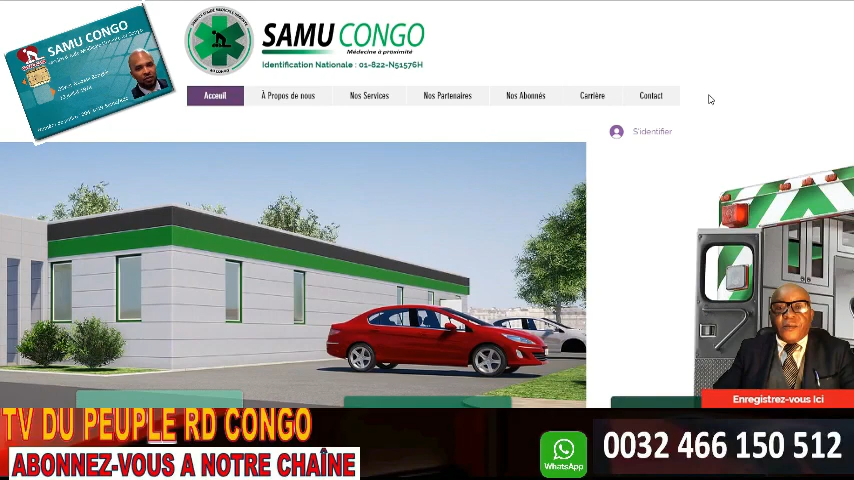 SAMU CONGO
SAMU CONGO
Médecine à proximité
Identification Nationale : 01-822-N51576H
Acceuil
À Propos de nous
Nos Services
Nos Partenaires
Nos Abonnés
Carrière
Contact
S'identifier
Enregistrez-vous Ici
TV DU PEUPLE RD CONGO
ABONNEZ-VOUS A NOTRE CHAÎNE
WhatsApp
0032 466 150 512